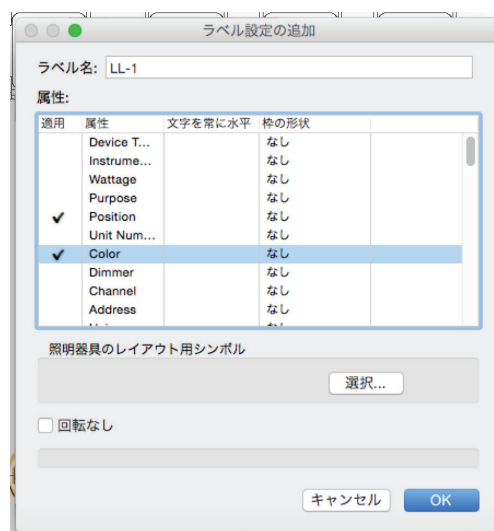 ラベル設定の追加
ラベル名: LL-1
属性:
適用 属性 文字を常に水平 枠の形状
Device T... なし
Instrume... なし
Wattage なし
Purpose なし
✓ Position なし
Unit Num... なし
✓ Color なし
Dimmer なし
Channel なし
Address なし
照明器具のレイアウト用シンボル
選択...
回転なし
キャンセル OK